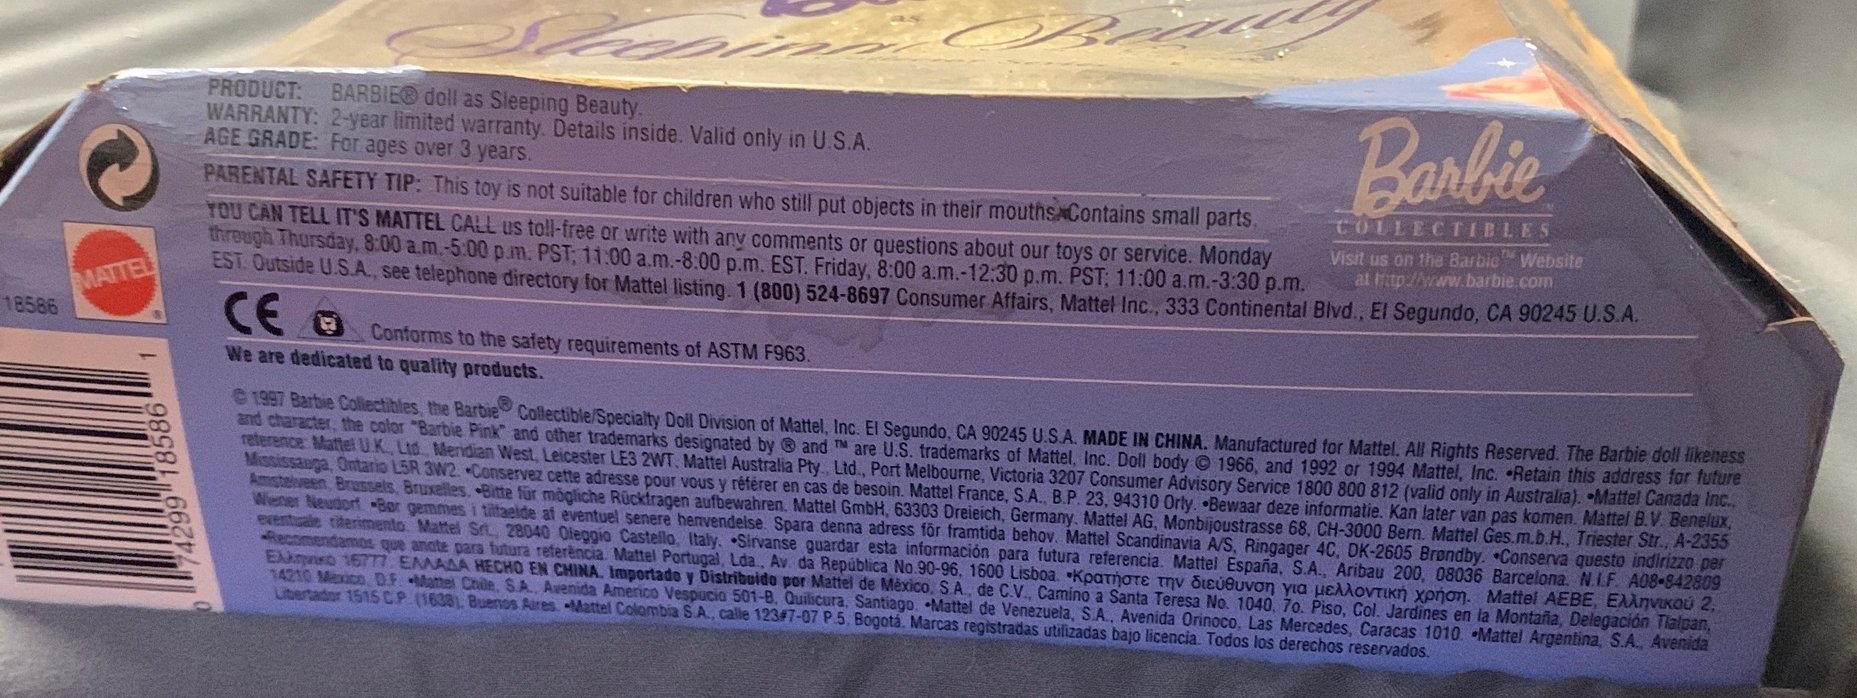 Sleeping Beauty
PRODUCT: BARBIE® doll as Sleeping Beauty.
WARRANTY: 2-year limited warranty. Details inside. Valid only in U.S.A.
AGE GRADE: For ages over 3 years.
PARENTAL SAFETY TIP: This toy is not suitable for children who still put objects in their mouths. Contains small parts.
YOU CAN TELL IT'S MATTEL CALL us toll-free or write with any comments or questions about our toys or service. Monday
through Thursday, 8:00 a.m.-5:00 p.m. PST; 11:00 a.m.-8:00 p.m. EST. Friday, 8:00 a.m.-12:30 p.m. PST; 11:00 a.m.-3:30 p.m.
EST. Outside U.S.A., see telephone directory for Mattel listing. 1 (800) 524-8697 Consumer Affairs, Mattel Inc., 333 Continental Blvd., El Segundo, CA 90245 U.S.A.
Barbie
COLLECTIBLES
Visit us on the Barbie™ Website
at http://www.barbie.com
MATTEL
®
18586
CE
Conforms to the safety requirements of ASTM F963.
We are dedicated to quality products.
© 1997 Barbie Collectibles, the Barbie® Collectible/Specialty Doll Division of Mattel, Inc. El Segundo, CA 90245 U.S.A. MADE IN CHINA. Manufactured for Mattel. All Rights Reserved. The Barbie doll likeness
and character, the color "Barbie Pink" and other trademarks designated by ® and ™ are U.S. trademarks of Mattel, Inc. Doll body © 1966, and 1992 or 1994 Mattel, Inc. •Retain this address for future
reference: Mattel U.K., Ltd., Meridian West, Leicester LE3 2WT. Mattel Australia Pty., Ltd., Port Melbourne, Victoria 3207 Consumer Advisory Service 1800 800 812 (valid only in Australia). •Mattel Canada Inc.,
Mississauga, Ontario L5R 3W2. •Conservez cette adresse pour vous y référer en cas de besoin. Mattel France, S.A., B.P. 23, 94310 Orly. •Bewaar deze informatie. Kan later van pas komen. Mattel B.V. Benelux,
Amstelveen, Brussels, Bruxelles. •Bitte für mögliche Rückfragen aufbewahren. Mattel GmbH, 63303 Dreieich, Germany. Mattel AG, Monbijoustrasse 68, CH-3000 Bern. Mattel Ges.m.b.H., Triester Str., A-2355
Wiener Neudorf. •Bør gemmes i tilfælde af eventuel senere henvendelse. Spara denna adress för framtida behov. Mattel Scandinavia A/S, Ringager 4C, DK-2605 Brøndby. •Conserva questo indirizzo per
eventuale riferimento. Mattel Srl., 28040 Oleggio Castello, Italy. •Sirvanse guardar esta información para futura referencia. Mattel España, S.A., Aribau 200, 08036 Barcelona. N.I.F. A08-842809
•Recomendamos que anote para futura referência. Mattel Portugal, Lda., Av. da República No.90-96, 1600 Lisboa. •Κρατήστε την διεύθυνση για μελλοντική χρήση. Mattel AEBE, Ελληνικού 2,
Ελληνικό 16777. ΕΛΛΑΔΑ HECHO EN CHINA. Importado y Distribuido por Mattel de México, S.A., de C.V., Camino a Santa Teresa No. 1040, 7o. Piso, Col. Jardines en la Montaña, Delegación Tlalpan,
14210 México, D.F. •Mattel Chile, S.A., Avenida Americo Vespucio 501-B, Quilicura, Santiago. •Mattel de Venezuela, S.A., Avenida Orinoco, Las Mercedes, Caracas 1010. •Mattel Argentina, S.A., Avenida
Libertador 1515 C.P. (1638), Buenos Aires. •Mattel Colombia S.A., calle 123#7-07 P.5, Bogotá. Marcas registradas utilizadas bajo licencia. Todos los derechos reservados.
0 74299 18586 1